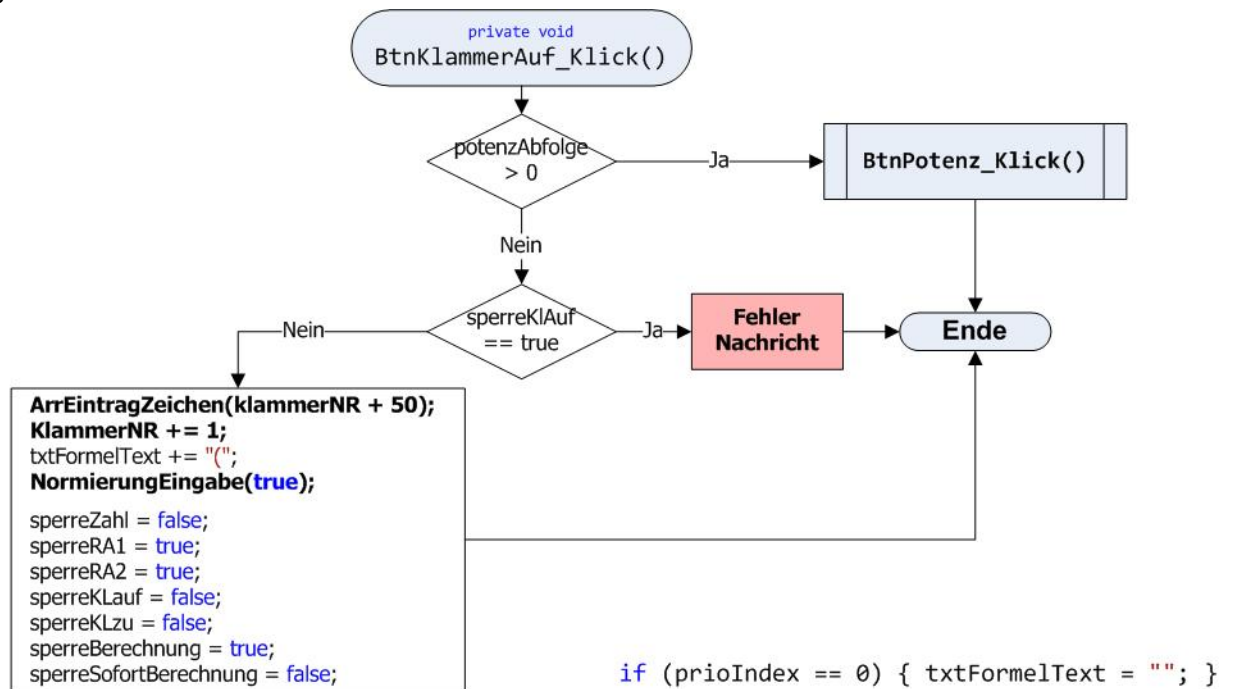 private void
BtnKlammerAuf_Klick()
potenzAbfolge
> 0
Ja
BtnPotenz_Klick()
Nein
sperreKlAuf
== true
Ja
Fehler
Nachricht
Ende
Nein
ArrEintragZeichen(klammerNR + 50);
KlammerNR += 1;
txtFormelText += "(";
NormierungEingabe(true);
sperreZahl = false;
sperreRA1 = true;
sperreRA2 = true;
sperreKLauf = false;
sperreKLzu = false;
sperreBerechnung = true;
sperreSofortBerechnung = false;
if (prioIndex == 0) { txtFormelText = ""; }